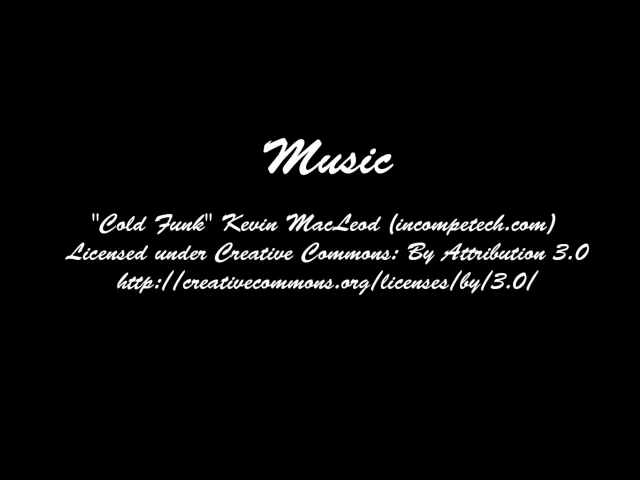 Music
"Cold Funk" Kevin MacLeod (incompetech.com)
Licensed under Creative Commons: By Attribution 3.0
http://creativecommons.org/licenses/by/3.0/